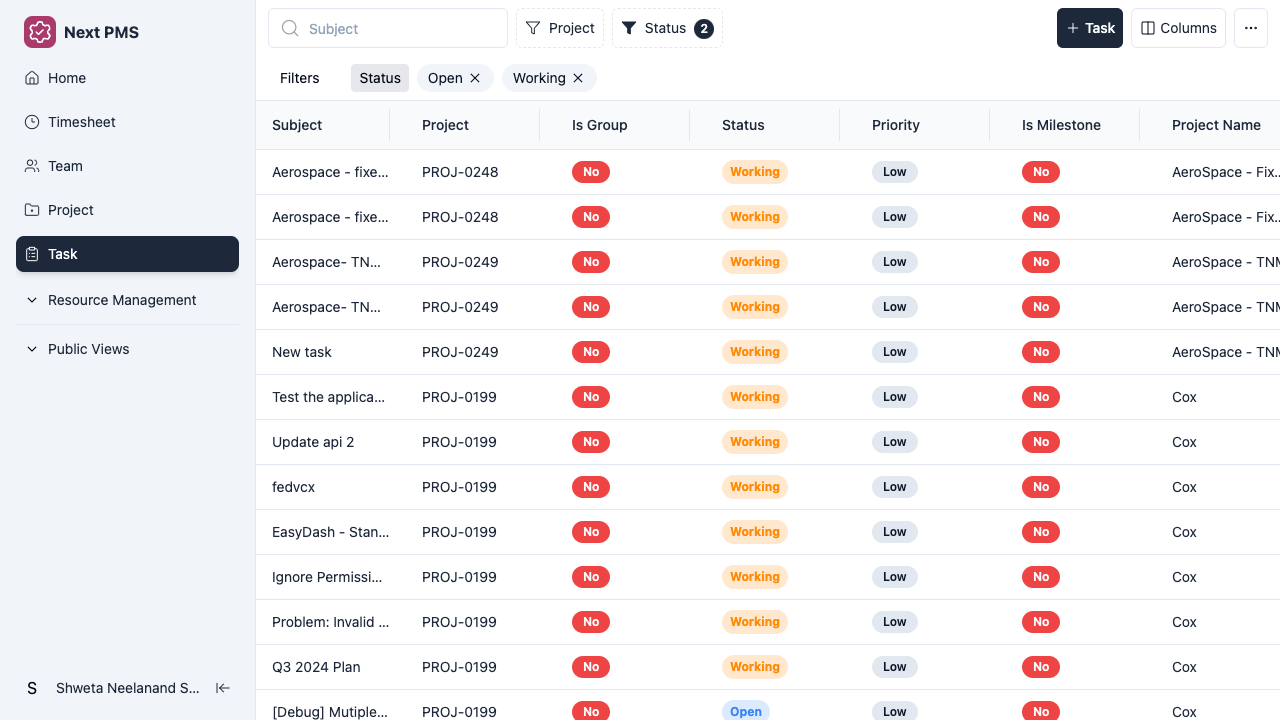 Next PMS
Home
Timesheet
Team
Project
Task
Resource Management
Public Views
S Shweta Neelanand S...
Subject Project Status 2 Task Columns
Filters Status Open Working
Subject Project Is Group Status Priority Is Milestone Project Name
Aerospace - fixe... PROJ-0248 No Working Low No AeroSpace - Fix...
Aerospace - fixe... PROJ-0248 No Working Low No AeroSpace - Fix...
Aerospace- TN... PROJ-0249 No Working Low No AeroSpace - TNM
Aerospace- TN... PROJ-0249 No Working Low No AeroSpace - TNM
New task PROJ-0249 No Working Low No AeroSpace - TNM
Test the applica... PROJ-0199 No Working Low No Cox
Update api 2 PROJ-0199 No Working Low No Cox
fedvcx PROJ-0199 No Working Low No Cox
EasyDash - Stan... PROJ-0199 No Working Low No Cox
Ignore Permissi... PROJ-0199 No Working Low No Cox
Problem: Invalid ... PROJ-0199 No Working Low No Cox
Q3 2024 Plan PROJ-0199 No Working Low No Cox
[Debug] Mutiple... PROJ-0199 No Open Low No Cox